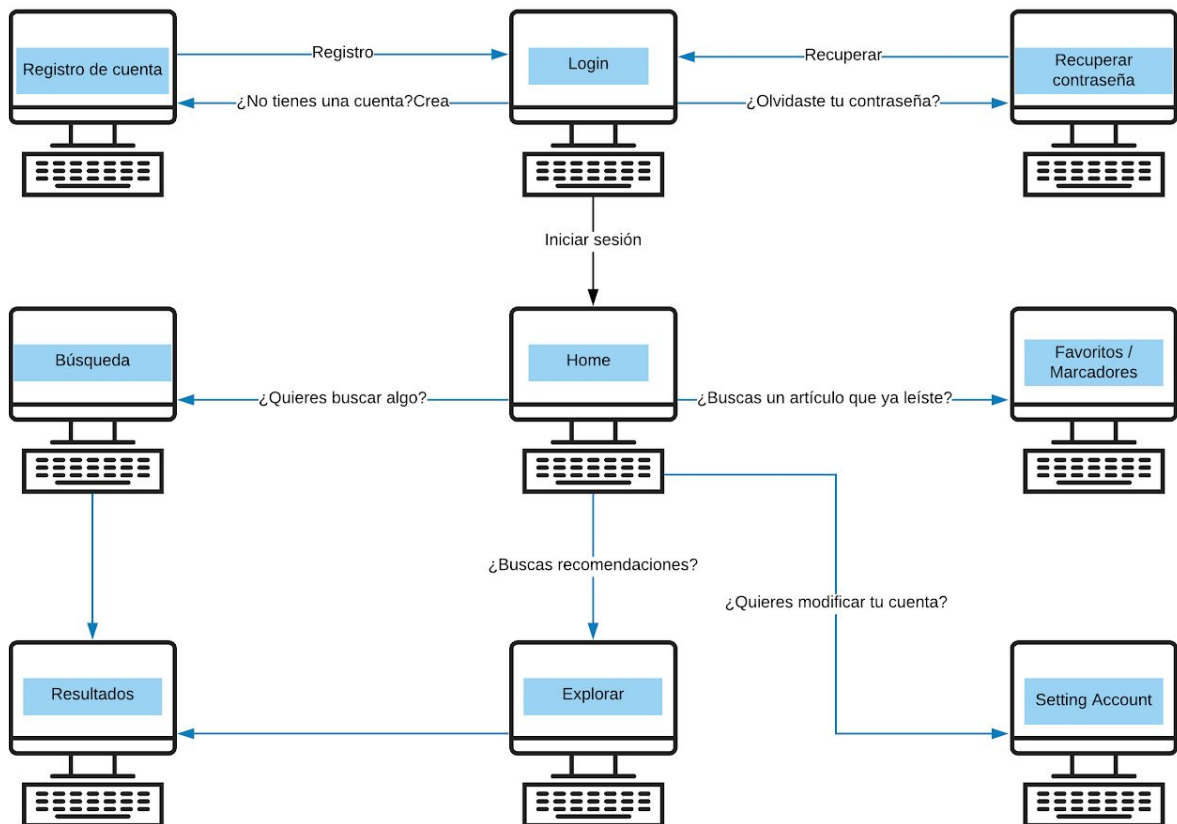 Registro de cuenta
Registro
Login
Recuperar
Recuperar
contraseña
¿No tienes una cuenta?Crea
¿Olvidaste tu contraseña?
Iniciar sesión
Búsqueda
Home
Favoritos /
Marcadores
¿Quieres buscar algo?
¿Buscas un artículo que ya leíste?
¿Buscas recomendaciones?
¿Quieres modificar tu cuenta?
Resultados
Explorar
Setting Account